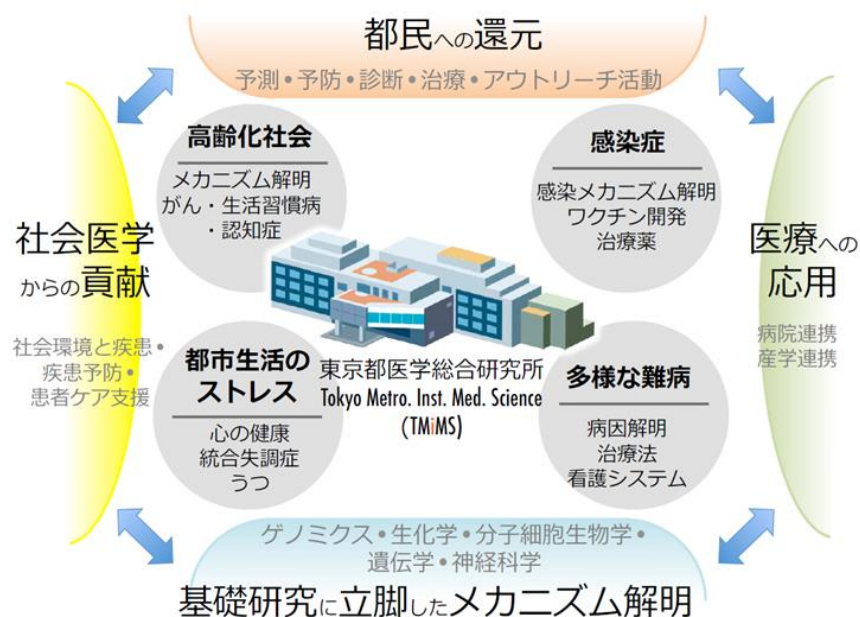 都民への還元
予測・予防・診断・治療・アウトリーチ活動
高齢化社会
メカニズム解明
がん・生活習慣病
・認知症
感染症
感染メカニズム解明
ワクチン開発
治療薬
社会医学
からの貢献
社会環境と疾患・
疾患予防・
患者ケア支援
医療への
応用
病院連携
産学連携
都市生活の
ストレス
心の健康
統合失調症
うつ
東京都医学総合研究所
Tokyo Metro. Inst. Med. Science
(TMiMS)
多様な難病
病因解明
治療法
看護システム
ゲノミクス・生化学・分子細胞生物学・
遺伝学・神経科学
基礎研究に立脚したメカニズム解明